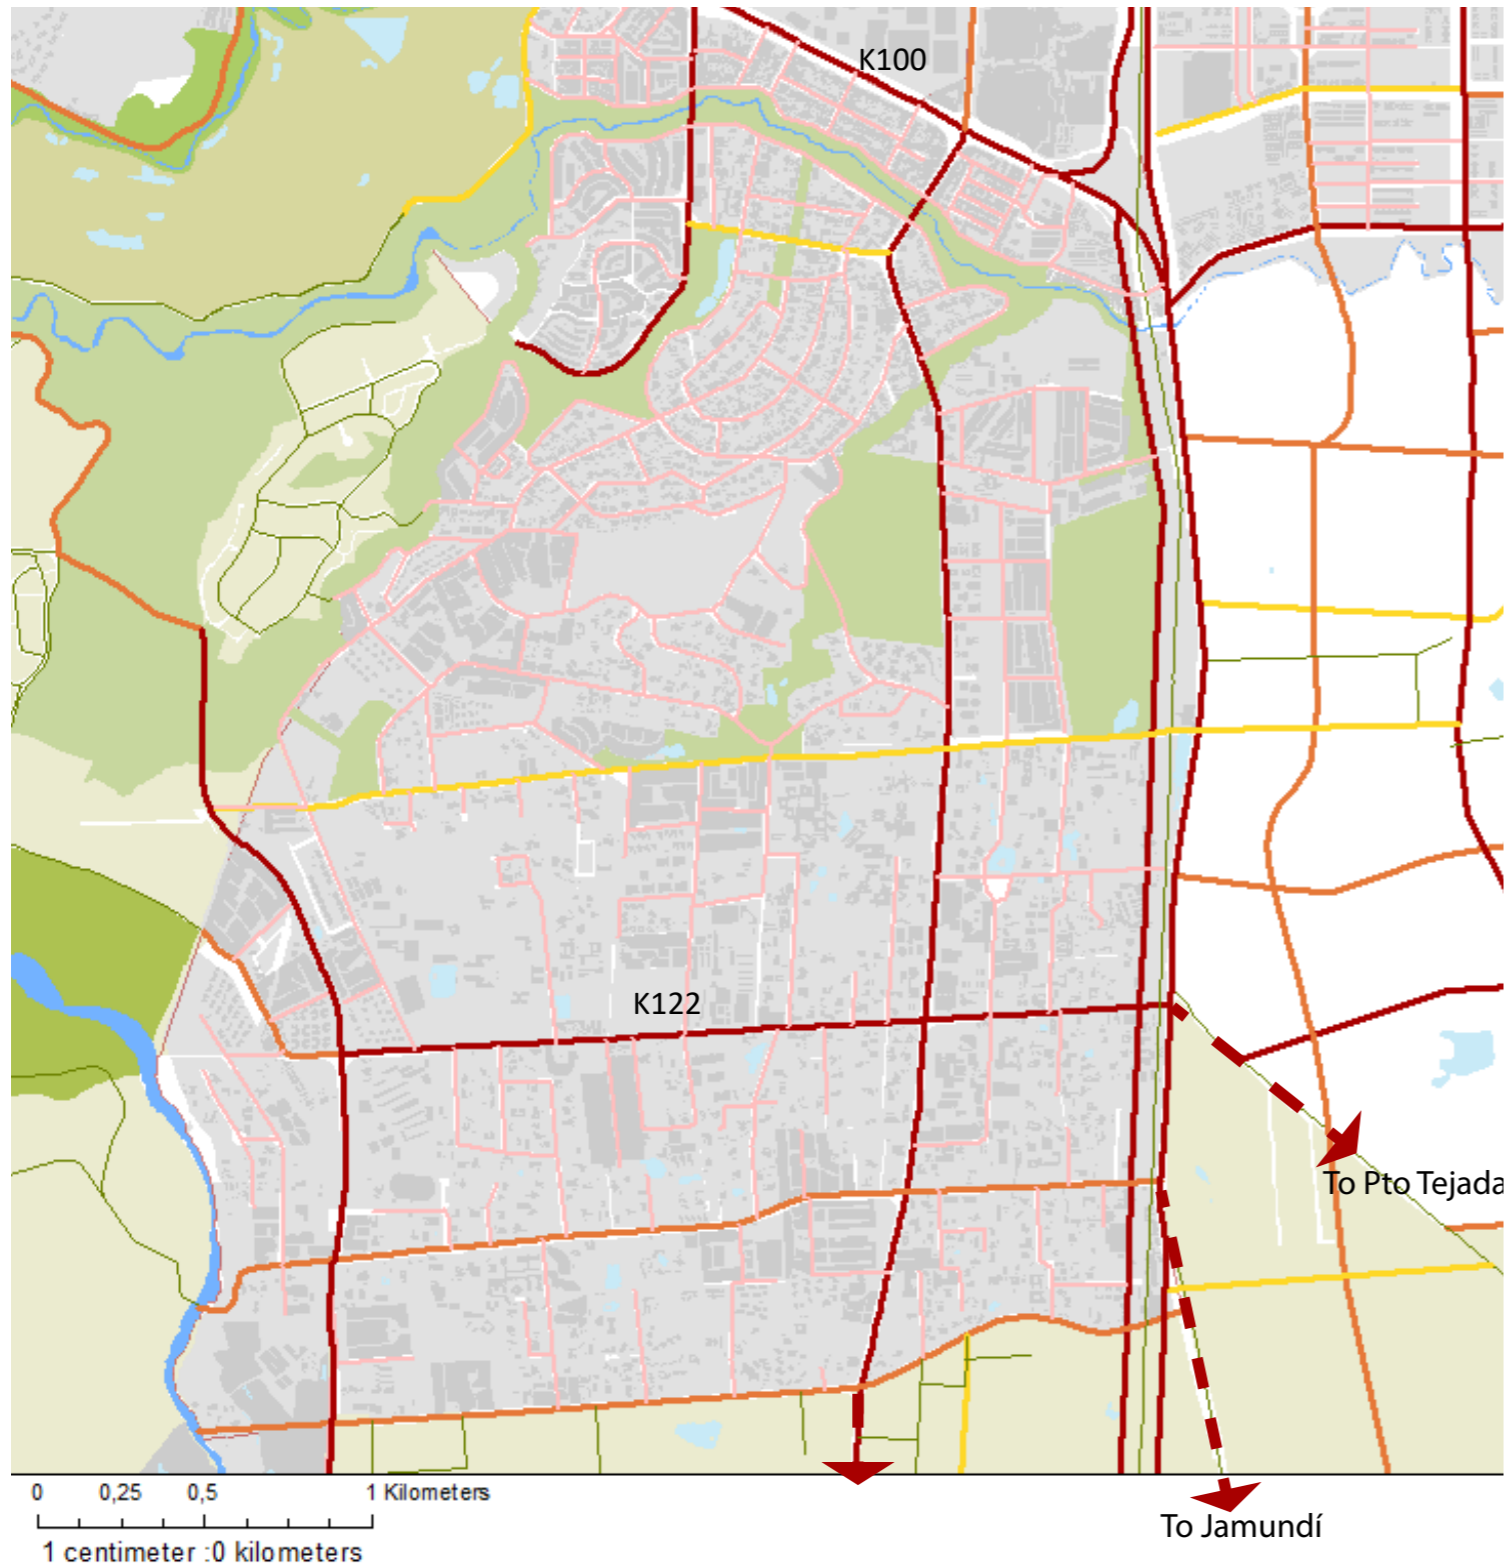 K100
K122
To Pto Tejada
0 0,25 0,5 1 Kilometers
1 centimeter :0 kilometers
To Jamundí